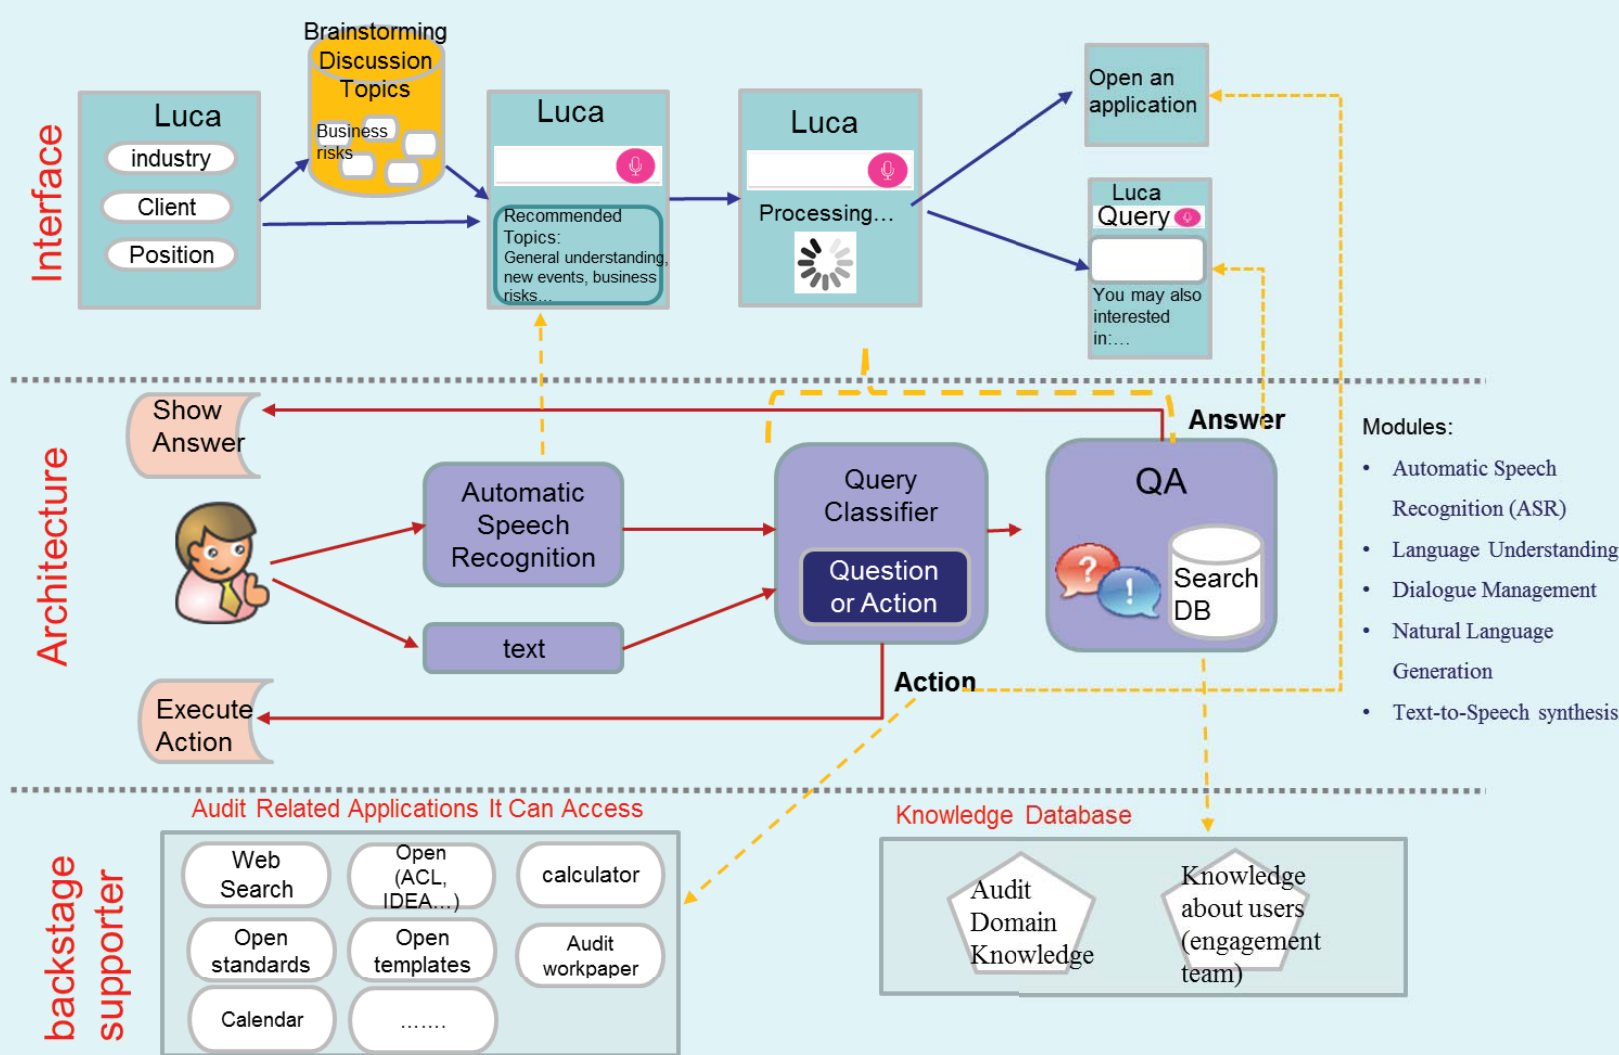 Interface
Luca
industry
Client
Position
Brainstorming
Discussion
Topics
Business
risks
Luca
Recommended
Topics:
General understanding,
new events, business
risks...
Luca
Processing...
Open an
application
Luca
Query
You may also
interested
in:...
Architecture
Show
Answer
Automatic
Speech
Recognition
text
Query
Classifier
Question
or Action
Answer
QA
?
!
Search
DB
Action
Execute
Action
Modules:
• Automatic Speech
Recognition (ASR)
• Language Understanding
• Dialogue Management
• Natural Language
Generation
• Text-to-Speech synthesis
backstage
supporter
Audit Related Applications It Can Access
Web
Search
Open
(ACL,
IDEA...)
calculator
Open
standards
Open
templates
Audit
workpaper
Calendar
.......
Knowledge Database
Audit
Domain
Knowledge
Knowledge
about users
(engagement
team)